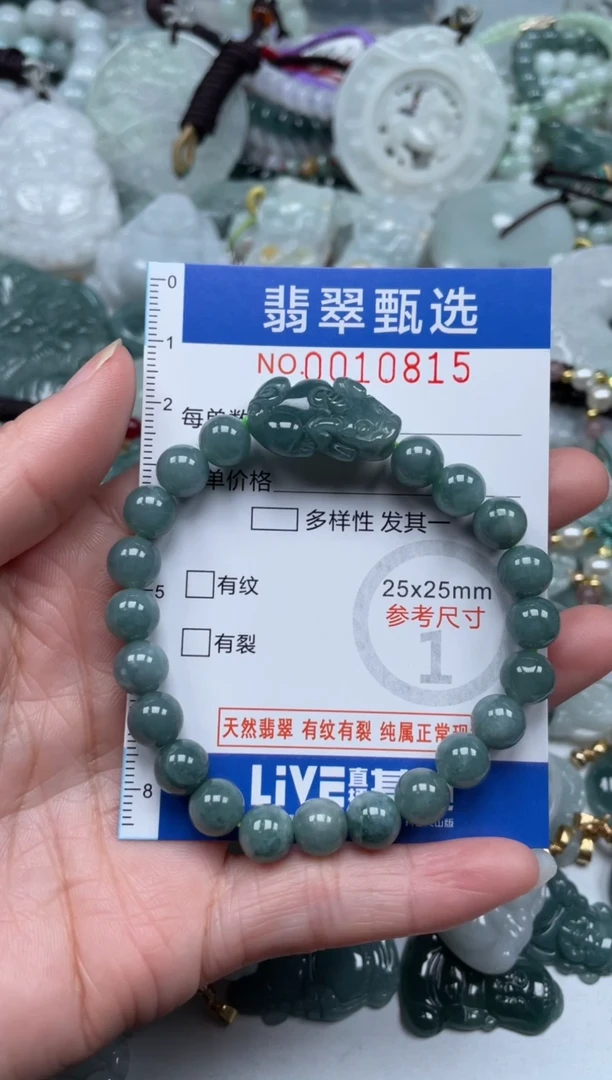 0
翡翠甄选
1
NO.0010815
2
每单
单价格
多样性 发其一
5
有纹
25x25mm
参考尺寸
1
有裂
天然翡翠 有纹有裂 纯属正常现
8
LiVE